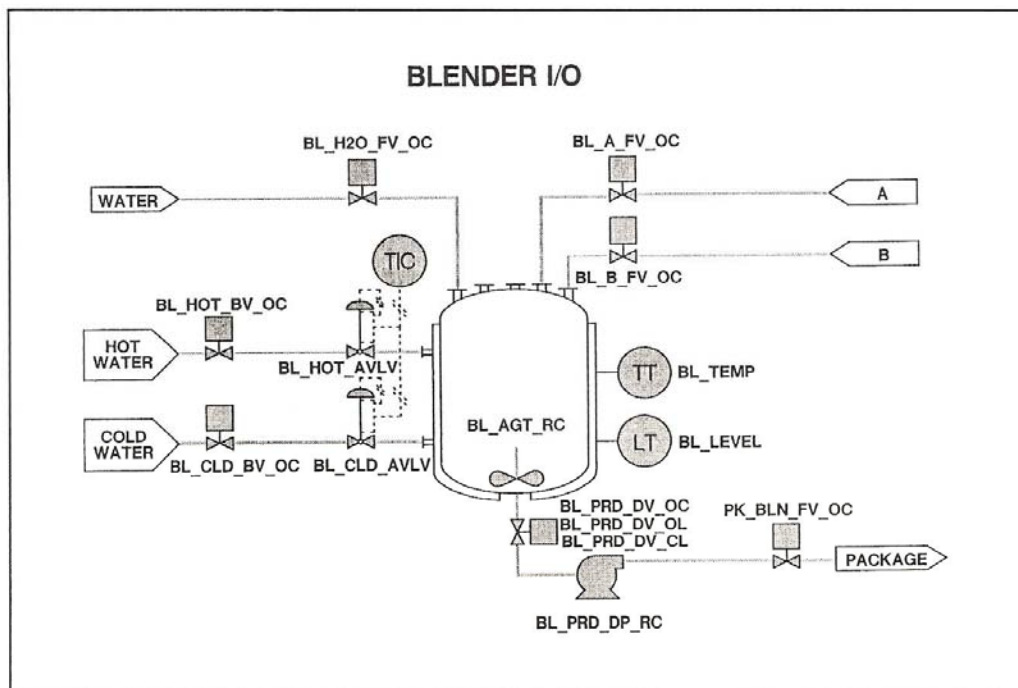 BLENDER I/O
BL_H2O_FV_OC
BL_A_FV_OC
WATER
A
TIC
B
BL_B_FV_OC
BL_HOT_BV_OC
HOT
WATER
BL_HOT_AVLV
TT
BL_TEMP
BL_AGT_RC
COLD
WATER
LT
BL_LEVEL
BL_CLD_BV_OC
BL_CLD_AVLV
BL_PRD_DV_OC
BL_PRD_DV_OL
BL_PRD_DV_CL
PK_BLN_FV_OC
PACKAGE
BL_PRD_DP_RC